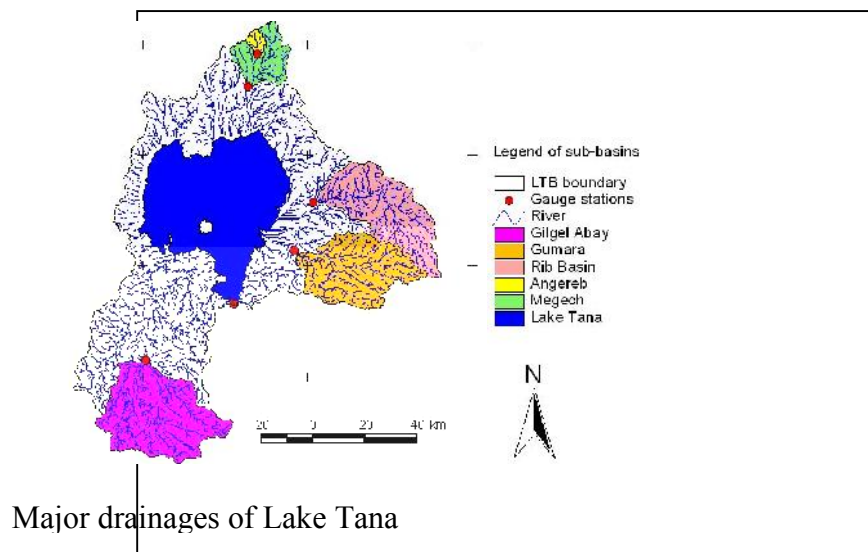 Legend of sub-basins
LTB boundary
Gauge stations
River
Gilgel Abay
Gumara
Rib Basin
Angereb
Megech
Lake Tana
N
20 0 20 40 km
Major drainages of Lake Tana